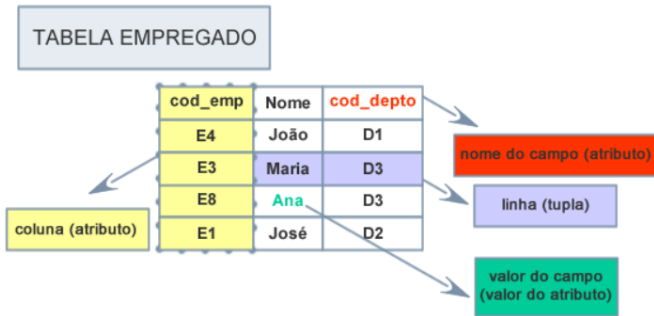 TABELA EMPREGADO
cod_emp Nome cod_depto
E4 João D1
E3 Maria D3
E8 Ana D3
E1 José D2
nome do campo (atributo)
linha (tupla)
coluna (atributo)
valor do campo
(valor do atributo)